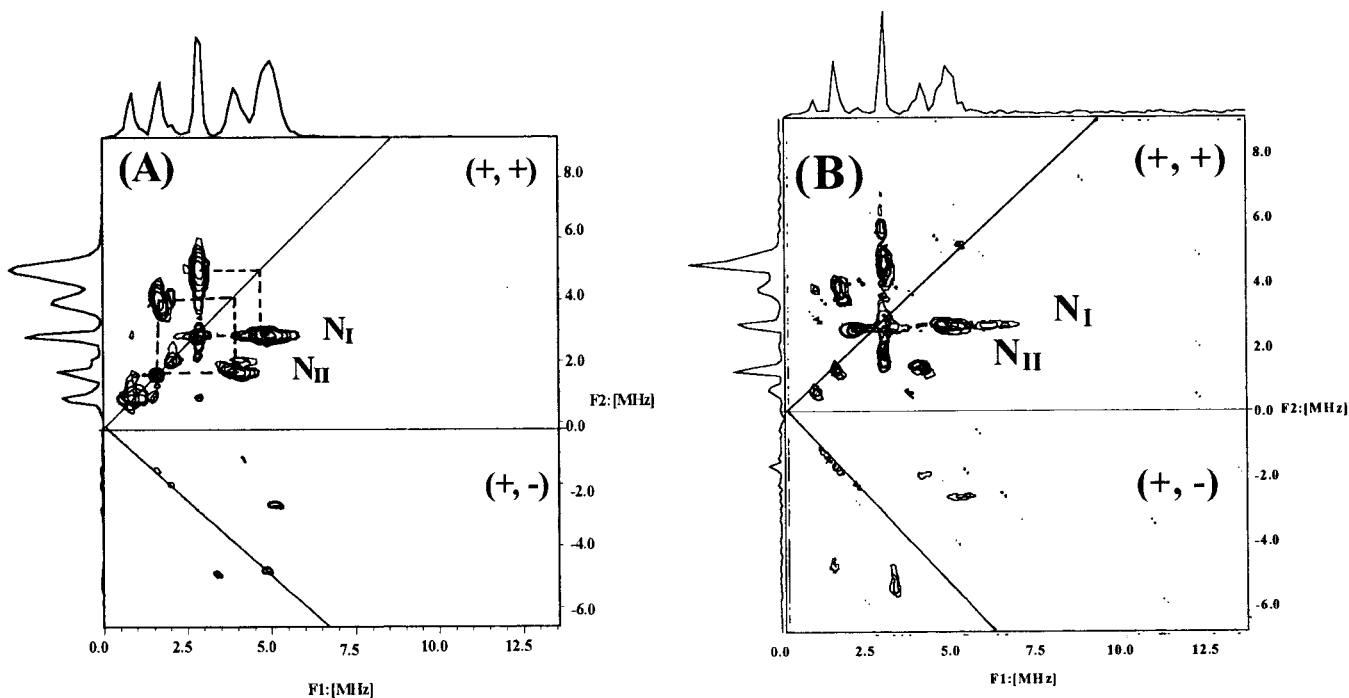 (A)
(+, +)
8.0
6.0
4.0
2.0
F2:[MHz]
0.0
N_I
N_II
(+, -)
-2.0
-4.0
-6.0
0.0 2.5 5.0 7.5 10.0 12.5
F1:[MHz]
(B)
(+, +)
8.0
6.0
4.0
2.0
0.0 F2:[MHz]
N_I
N_II
(+, -)
-2.0
-4.0
-6.0
0.0 2.5 5.0 7.5 10.0 12.5
F1:[MHz]